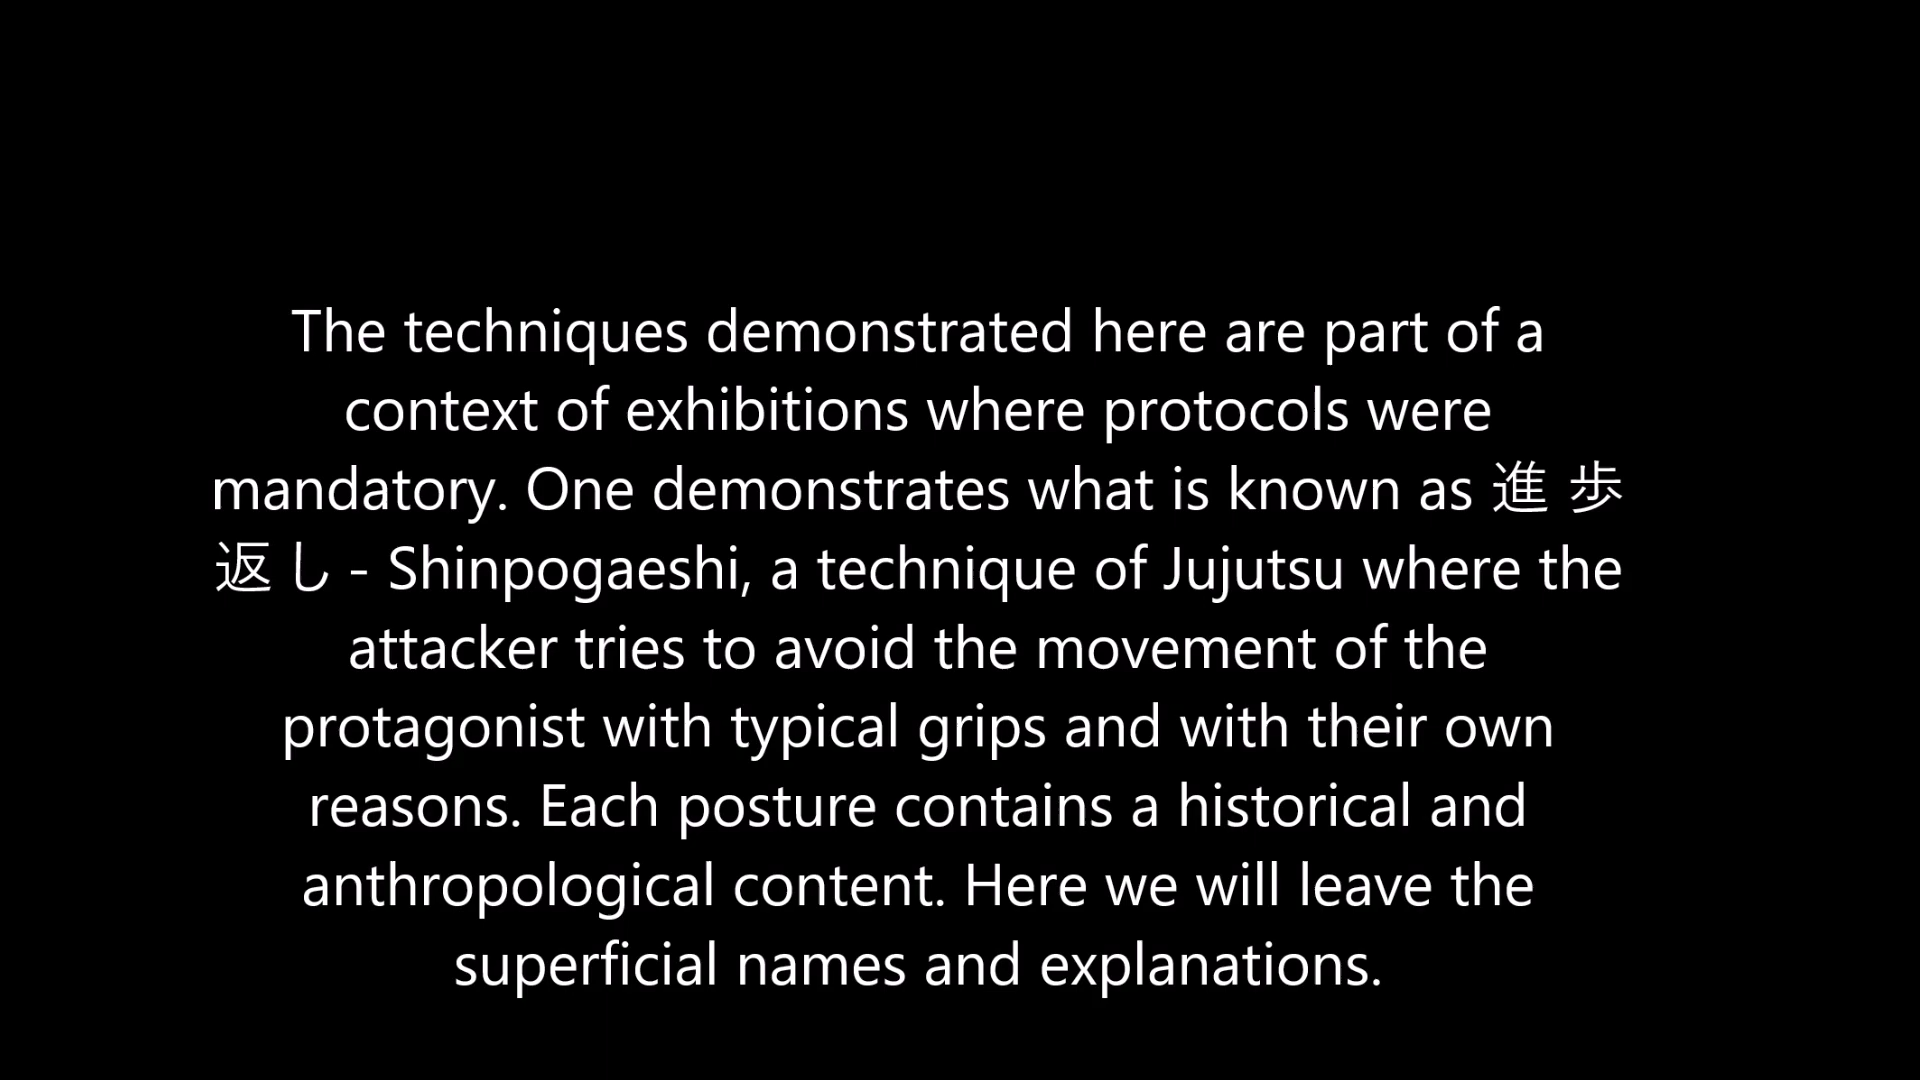 The techniques demonstrated here are part of a
context of exhibitions where protocols were
mandatory. One demonstrates what is known as 進 歩
返 し - Shinpogaeshi, a technique of Jujutsu where the
attacker tries to avoid the movement of the
protagonist with typical grips and with their own
reasons. Each posture contains a historical and
anthropological content. Here we will leave the
superficial names and explanations.